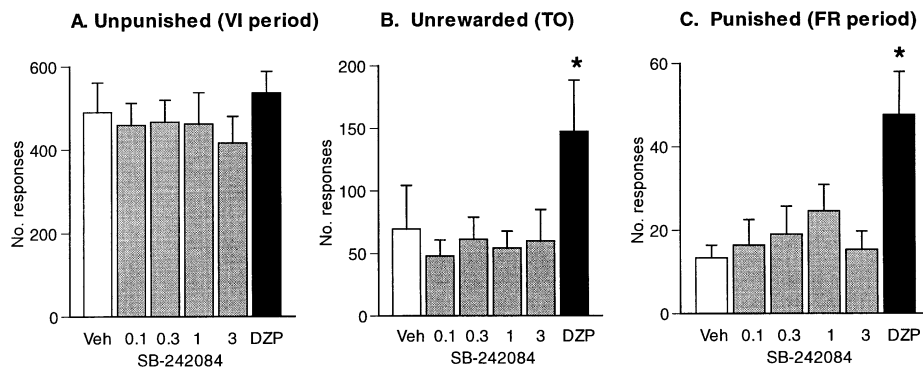 A. Unpunished (VI period)
No. responses
600
400
200
0
Veh 0.1 0.3 1 3 DZP
SB-242084
B. Unrewarded (TO)
No. responses
200
150
100
50
0
*
Veh 0.1 0.3 1 3 DZP
SB-242084
C. Punished (FR period)
No. responses
60
40
20
0
*
Veh 0.1 0.3 1 3 DZP
SB-242084